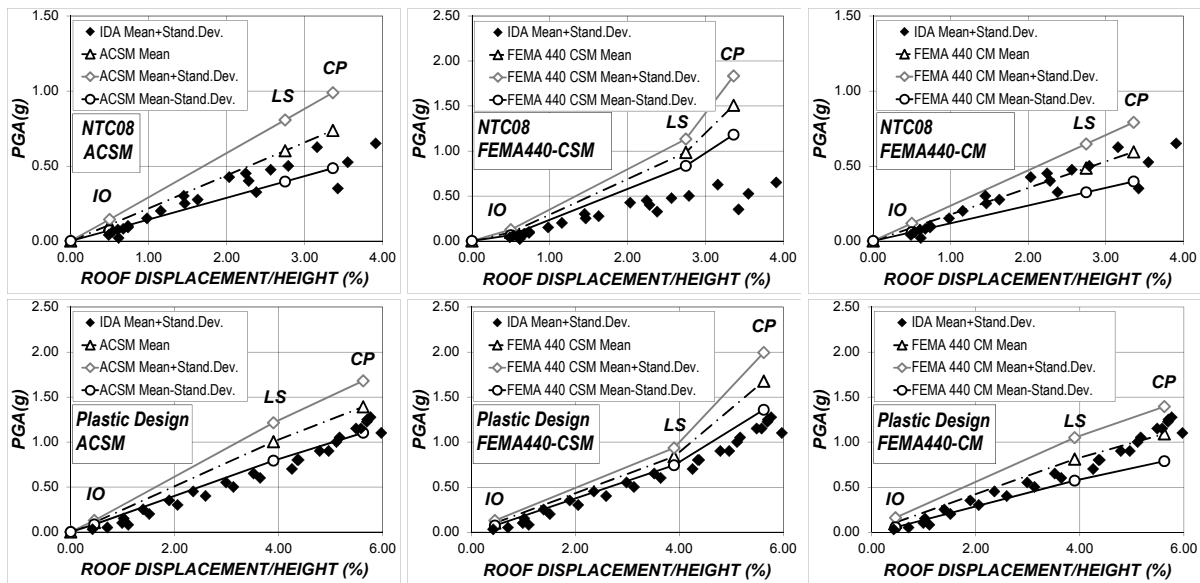 1.50
1.00
0.50
0.00
PGA(g)
IDA Mean+Stand.Dev.
ACSM Mean
ACSM Mean+Stand.Dev.
ACSM Mean-Stand.Dev.
NTC08
ACSM
IO
LS
CP
0.00 1.00 2.00 3.00 4.00
ROOF DISPLACEMENT/HEIGHT (%)
2.50
2.00
1.50
1.00
0.50
0.00
PGA(g)
IDA Mean+Stand.Dev.
FEMA 440 CSM Mean
FEMA 440 CSM Mean+Stand.Dev.
FEMA 440 CSM Mean-Stand.Dev.
NTC08
FEMA440-CSM
IO
LS
CP
0.00 1.00 2.00 3.00 4.00
ROOF DISPLACEMENT/HEIGHT (%)
1.50
1.00
0.50
0.00
PGA(g)
IDA Mean+Stand.Dev.
FEMA 440 CM Mean
FEMA 440 CM Mean+Stand.Dev.
FEMA 440 CM Mean-Stand.Dev.
NTC08
FEMA440-CM
IO
LS
CP
0.00 1.00 2.00 3.00 4.00
ROOF DISPLACEMENT/HEIGHT (%)
2.50
2.00
1.50
1.00
0.50
0.00
PGA(g)
IDA Mean+Stand.Dev.
ACSM Mean
ACSM Mean+Stand.Dev.
ACSM Mean-Stand.Dev.
Plastic Design
ACSM
IO
LS
CP
0.00 2.00 4.00 6.00
ROOF DISPLACEMENT/HEIGHT (%)
2.50
2.00
1.50
1.00
0.50
0.00
PGA(g)
IDA Mean+Stand.Dev.
FEMA 440 CSM Mean
FEMA 440 CSM Mean+Stand.Dev.
FEMA 440 CSM Mean-Stand.Dev.
Plastic Design
FEMA440-CSM
IO
LS
CP
0.00 2.00 4.00 6.00
ROOF DISPLACEMENT/HEIGHT (%)
2.50
2.00
1.50
1.00
0.50
0.00
PGA(g)
IDA Mean+Stand.Dev.
FEMA 440 CM Mean
FEMA 440 CM Mean+Stand.Dev.
FEMA 440 CM Mean-Stand.Dev.
Plastic Design
FEMA440-CM
IO
LS
CP
0.00 2.00 4.00 6.00
ROOF DISPLACEMENT/HEIGHT (%)